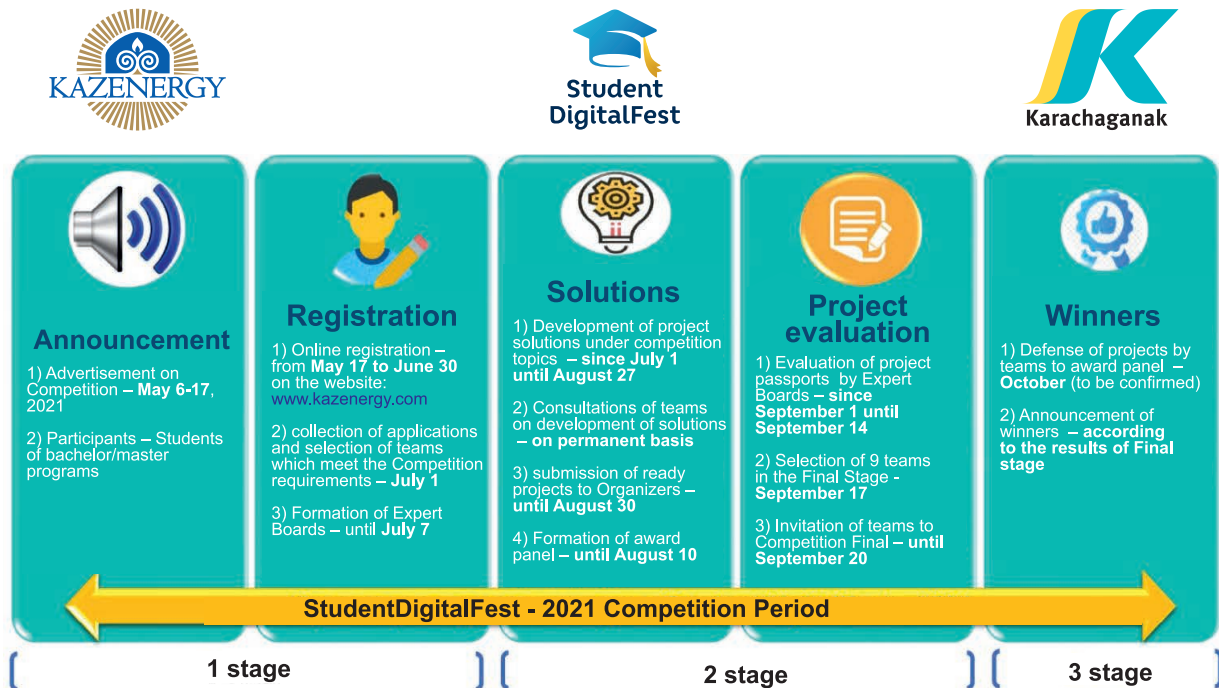 KAZENERGY
Student
DigitalFest
Karachaganak
Announcement
1) Advertisement on
Competition – May 6-17,
2021
2) Participants – Students
of bachelor/master
programs
Registration
1) Online registration –
from May 17 to June 30
on the website:
www.kazenergy.com
2) collection of applications
and selection of teams
which meet the Competition
requirements – July 1
3) Formation of Expert
Boards – until July 7
Solutions
1) Development of project
solutions under competition
topics – since July 1
until August 27
2) Consultations of teams
on development of solutions
– on permanent basis
3) submission of ready
projects to Organizers –
until August 30
4) Formation of award
panel – until August 10
Project
evaluation
1) Evaluation of project
passports by Expert
Boards – since
September 1 until
September 14
2) Selection of 9 teams
in the Final Stage -
September 17
3) Invitation of teams to
Competition Final – until
September 20
Winners
1) Defense of projects by
teams to award panel –
October (to be confirmed)
2) Announcement of
winners – according
to the results of Final
stage
StudentDigitalFest - 2021 Competition Period
1 stage
2 stage
3 stage